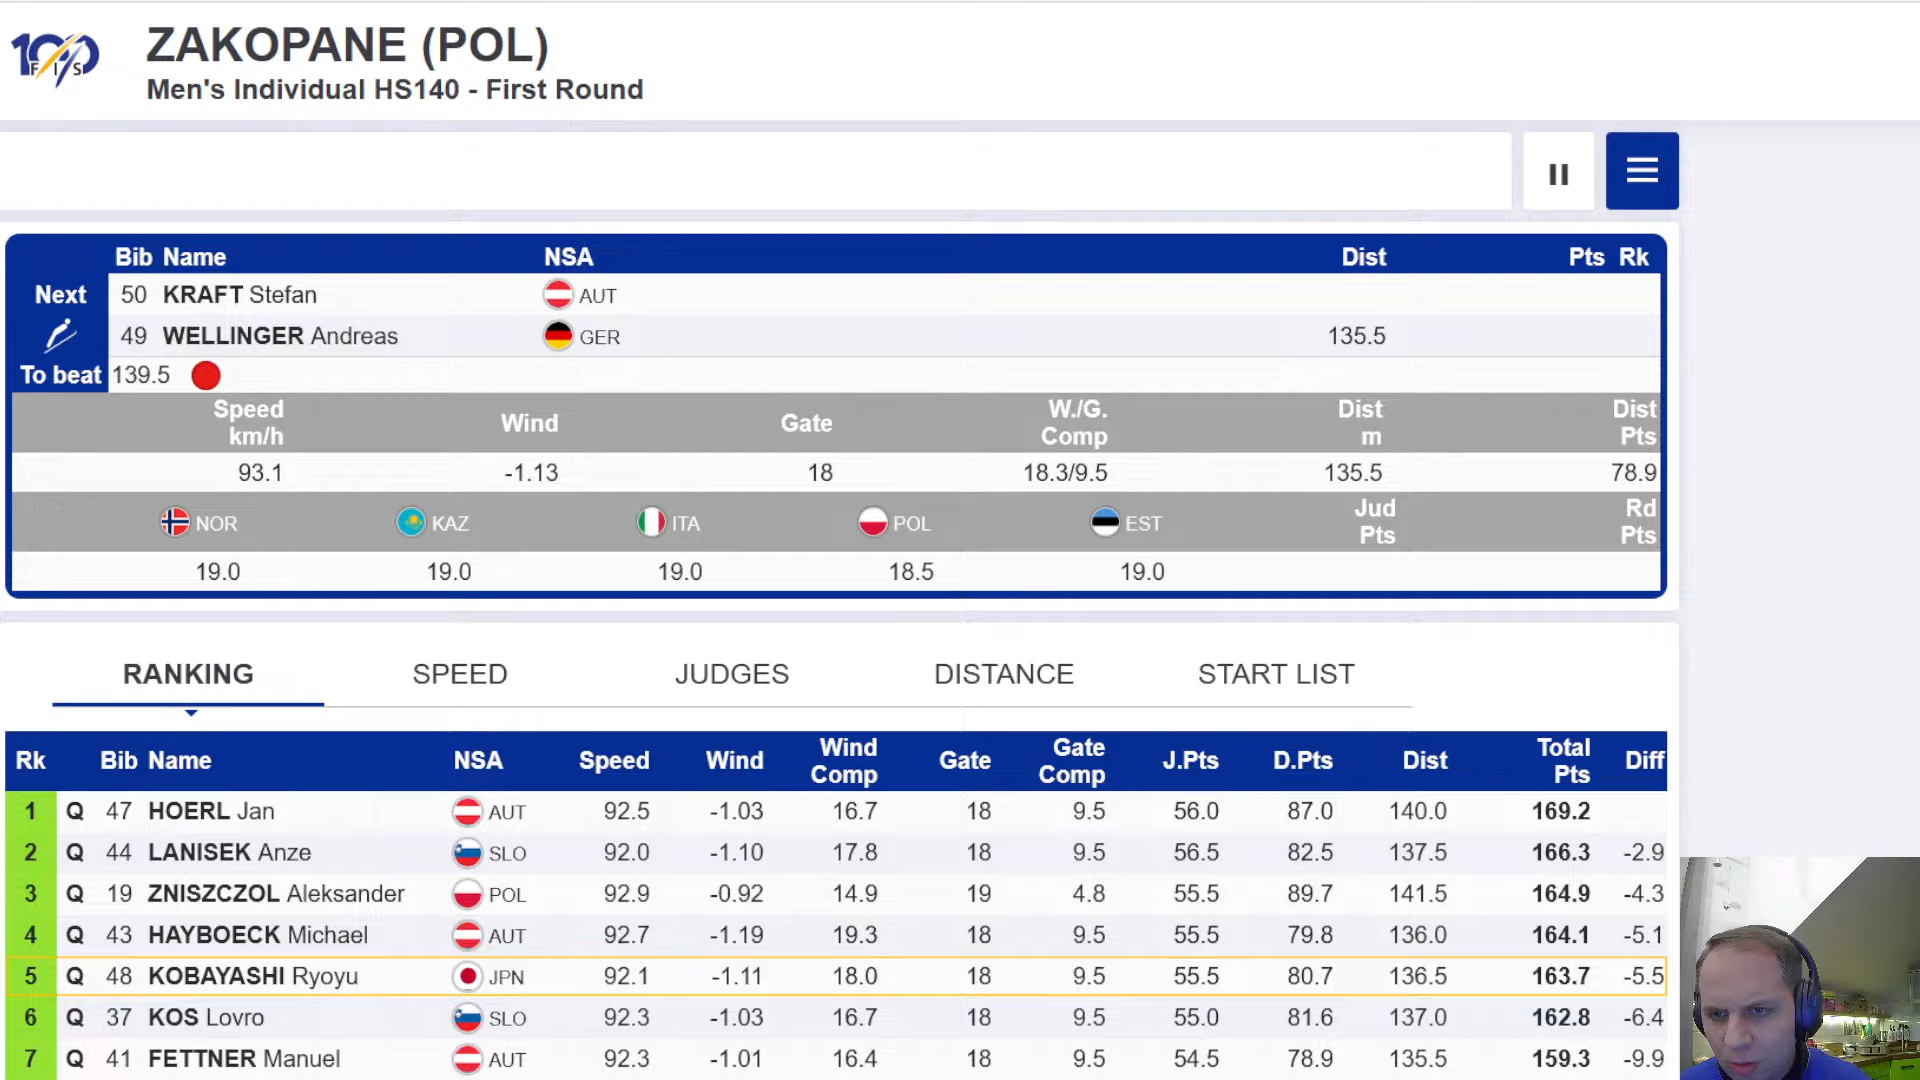 100 FIS
ZAKOPANE (POL)
Men's Individual HS140 - First Round
Bib Name NSA Dist Pts Rk
Next 50 KRAFT Stefan AUT
49 WELLINGER Andreas GER 135.5
To beat 139.5
Speed km/h Wind Gate W./G. Comp Dist m Dist Pts
93.1 -1.13 18 18.3/9.5 135.5 78.9
NOR KAZ ITA POL EST Jud Pts Rd Pts
19.0 19.0 19.0 18.5 19.0
RANKING SPEED JUDGES DISTANCE START LIST
Rk Bib Name NSA Speed Wind Wind Comp Gate Gate Comp J.Pts D.Pts Dist Total Pts Diff
1 Q 47 HOERL Jan AUT 92.5 -1.03 16.7 18 9.5 56.0 87.0 140.0 169.2
2 Q 44 LANISEK Anze SLO 92.0 -1.10 17.8 18 9.5 56.5 82.5 137.5 166.3 -2.9
3 Q 19 ZNISZCZOL Aleksander POL 92.9 -0.92 14.9 19 4.8 55.5 89.7 141.5 164.9 -4.3
4 Q 43 HAYBOECK Michael AUT 92.7 -1.19 19.3 18 9.5 55.5 79.8 136.0 164.1 -5.1
5 Q 48 KOBAYASHI Ryoyu JPN 92.1 -1.11 18.0 18 9.5 55.5 80.7 136.5 163.7 -5.5
6 Q 37 KOS Lovro SLO 92.3 -1.03 16.7 18 9.5 55.0 81.6 137.0 162.8 -6.4
7 Q 41 FETTNER Manuel AUT 92.3 -1.01 16.4 18 9.5 54.5 78.9 135.5 159.3 -9.9